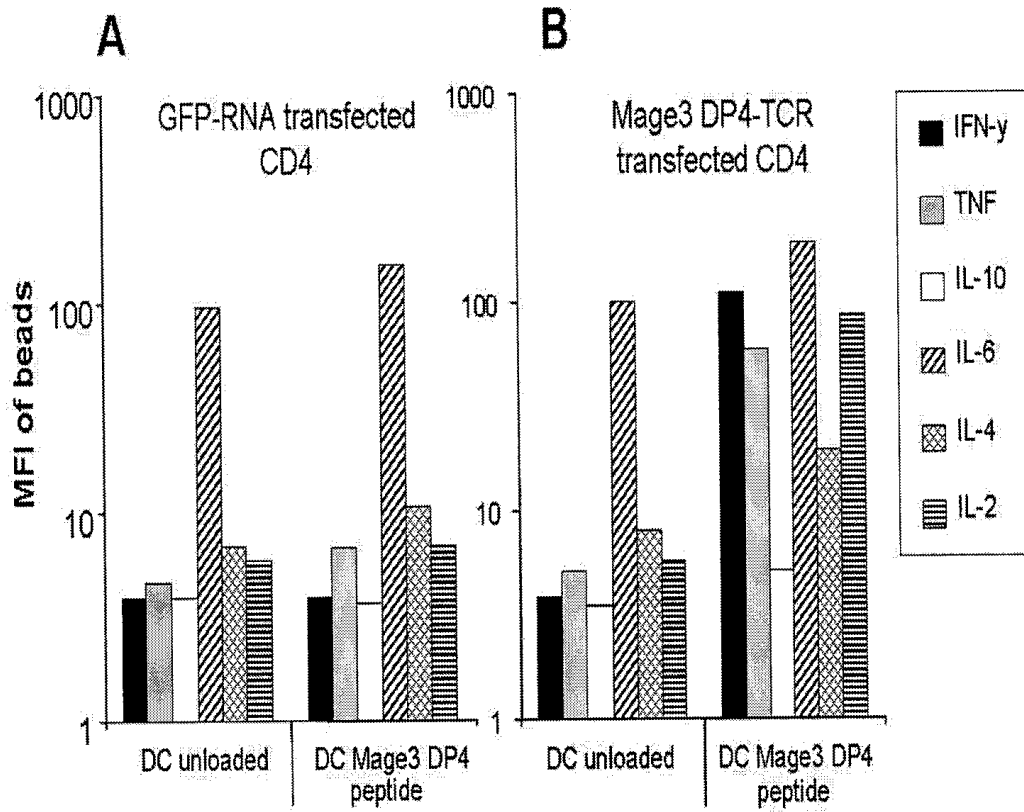 A
B
GFP-RNA transfected
CD4
Mage3 DP4-TCR
transfected CD4
MFI of beads
1000
100
10
1
1000
100
10
1
DC unloaded
DC Mage3 DP4
peptide
DC unloaded
DC Mage3 DP4
peptide
IFN-y
TNF
IL-10
IL-6
IL-4
IL-2